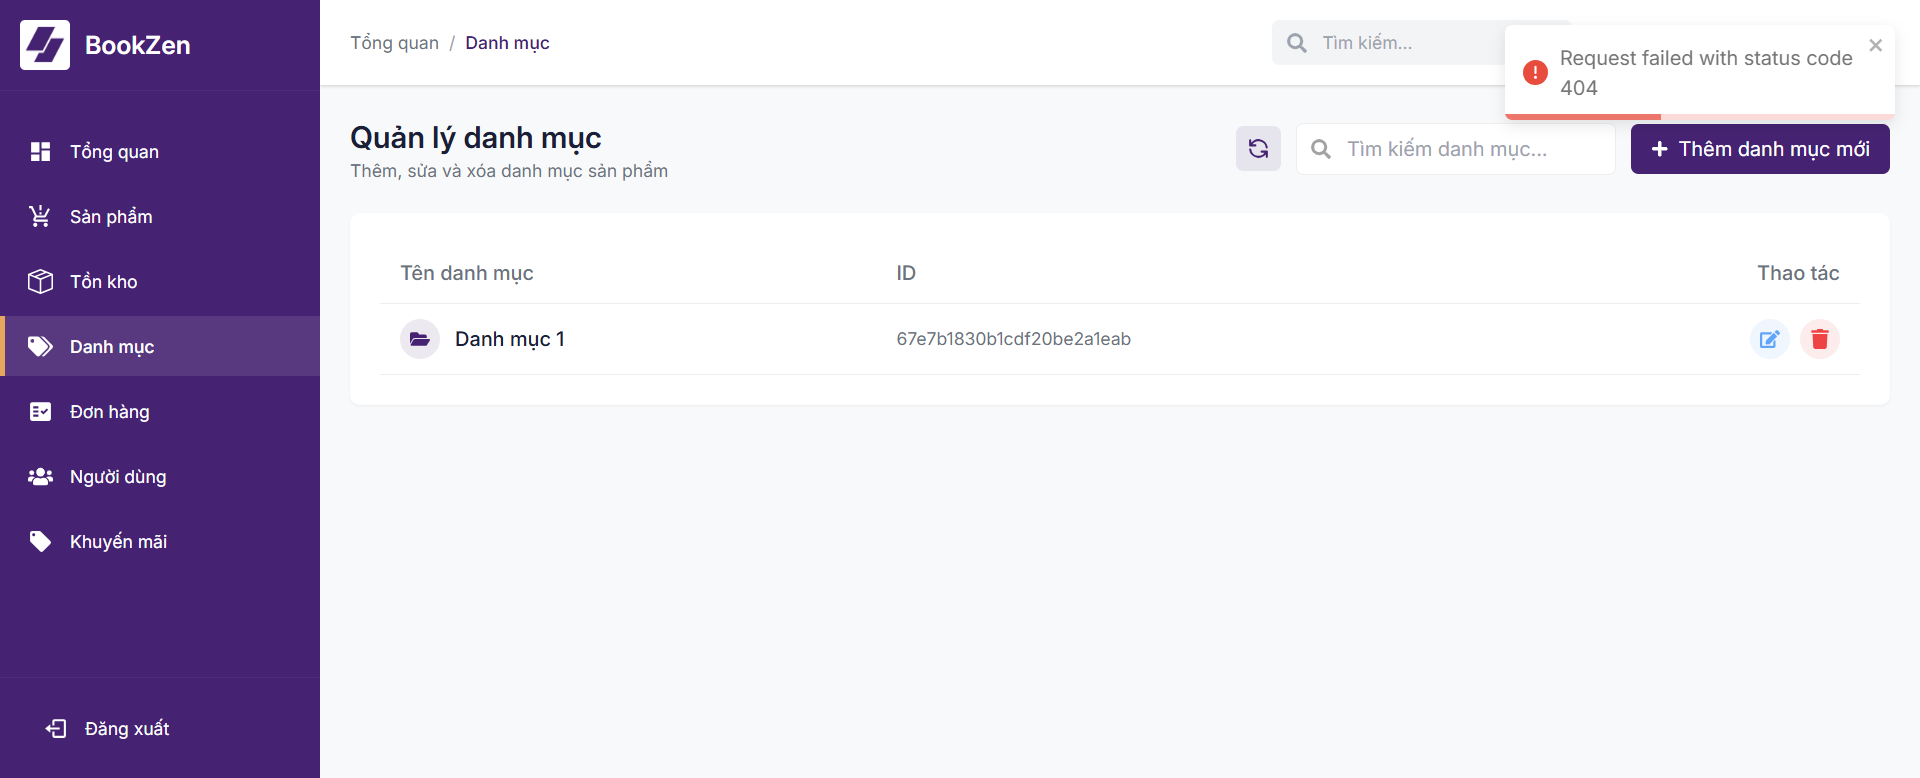 BookZen
Tổng quan
Sản phẩm
Tồn kho
Danh mục
Đơn hàng
Người dùng
Khuyến mãi
Đăng xuất
Tổng quan / Danh mục
Tìm kiếm...
Request failed with status code
404
Quản lý danh mục
Thêm, sửa và xóa danh mục sản phẩm
Tìm kiếm danh mục...
Thêm danh mục mới
Tên danh mục ID Thao tác
Danh mục 1 67e7b1830b1cdf20be2a1eab